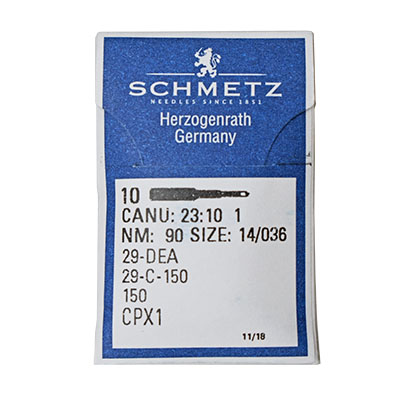 SCHMETZ
NEEDLES SINCE 1851
Herzogenrath
Germany
10
CANU: 23:10 1
NM: 90 SIZE: 14/036
29-DEA
29-C-150
150
CPX1
11/18